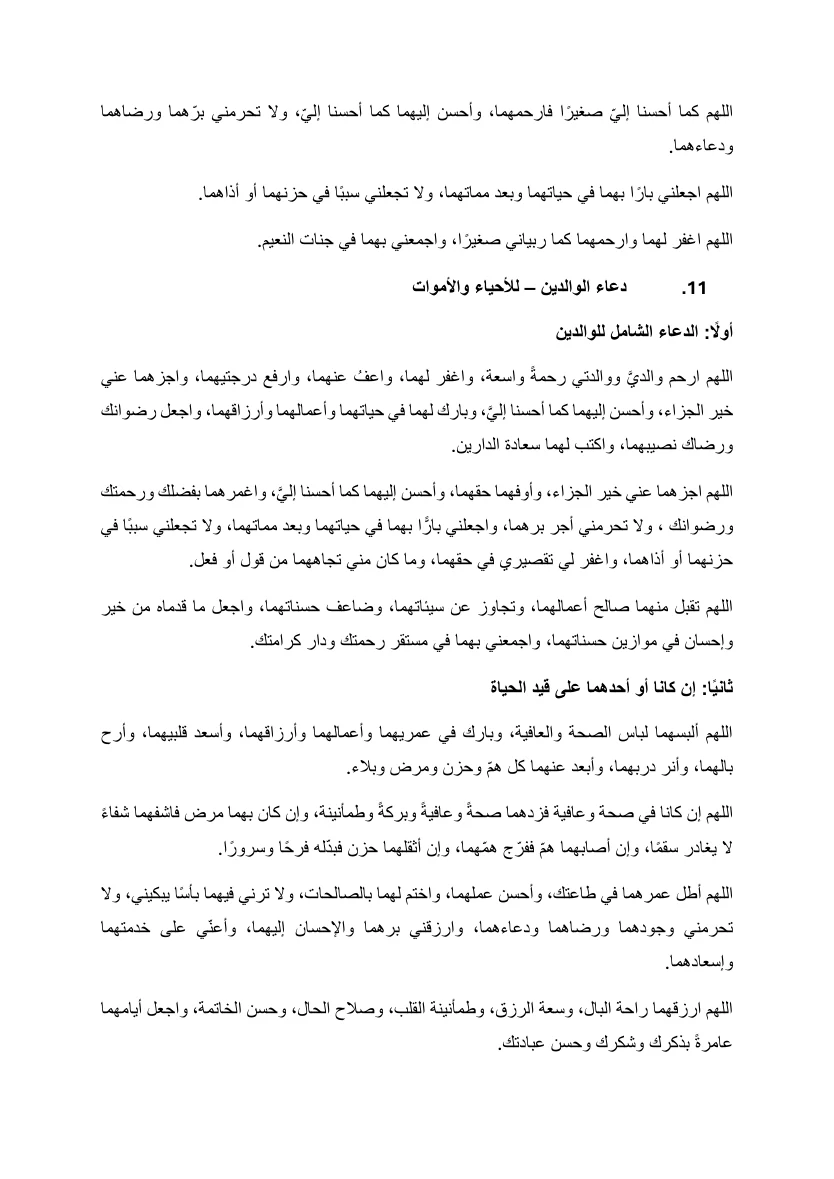 اللهم كما أحسنا إليّ صغيرًا فارحمهما، وأحسن إليهما كما أحسنا إليّ، ولا تحرمني برّهما ورضاهما
ودعاءهما.
اللهم اجعلني بارًا بهما في حياتهما وبعد مماتهما، ولا تجعلني سببًا في حزنهما أو أذاهما.
اللهم اغفر لهما وارحمهما كما ربياني صغيرًا، واجمعني بهما في جنات النعيم.
11. دعاء الوالدين – للأحياء والأموات
أولًا: الدعاء الشامل للوالدين
اللهم ارحم والديَّ ووالدتي رحمةً واسعة، واغفر لهما، واعفُ عنهما، وارفع درجتيهما، واجزهما عني
خير الجزاء، وأحسن إليهما كما أحسنا إليَّ، وبارك لهما في حياتهما وأعمالهما وأرزاقهما، واجعل رضوانك
ورضاك نصيبهما، واكتب لهما سعادة الدارين.
اللهم اجزهما عني خير الجزاء، وأوفهما حقهما، وأحسن إليهما كما أحسنا إليَّ، واغمرهما بفضلك ورحمتك
ورضوانك ، ولا تحرمني أجر برهما، واجعلني بارًّا بهما في حياتهما وبعد مماتهما، ولا تجعلني سببًا في
حزنهما أو أذاهما، واغفر لي تقصيري في حقهما، وما كان مني تجاههما من قول أو فعل.
اللهم تقبل منهما صالح أعمالهما، وتجاوز عن سيئاتهما، وضاعف حسناتهما، واجعل ما قدماه من خير
وإحسان في موازين حسناتهما، واجمعني بهما في مستقر رحمتك ودار كرامتك.
ثانيًا: إن كانا أو أحدهما على قيد الحياة
اللهم ألبسهما لباس الصحة والعافية، وبارك في عمريهما وأعمالهما وأرزاقهما، وأسعد قلبيهما، وأرح
بالهما، وأنر دربهما، وأبعد عنهما كل همّ وحزن ومرض وبلاء.
اللهم إن كانا في صحة وعافية فزدهما صحةً وعافيةً وبركةً وطمأنينة، وإن كان بهما مرض فاشفهما شفاءً
لا يغادر سقمًا، وإن أصابهما همّ ففرّج همّهما، وإن أثقلهما حزن فبدّله فرحًا وسرورًا.
اللهم أطل عمرهما في طاعتك، وأحسن عملهما، واختم لهما بالصالحات، ولا ترني فيهما بأسًا يبكيني، ولا
تحرمني وجودهما ورضاهما ودعاءهما، وارزقني برهما والإحسان إليهما، وأعنّي على خدمتهما
وإسعادهما.
اللهم ارزقهما راحة البال، وسعة الرزق، وطمأنينة القلب، وصلاح الحال، وحسن الخاتمة، واجعل أيامهما
عامرةً بذكرك وشكرك وحسن عبادتك.